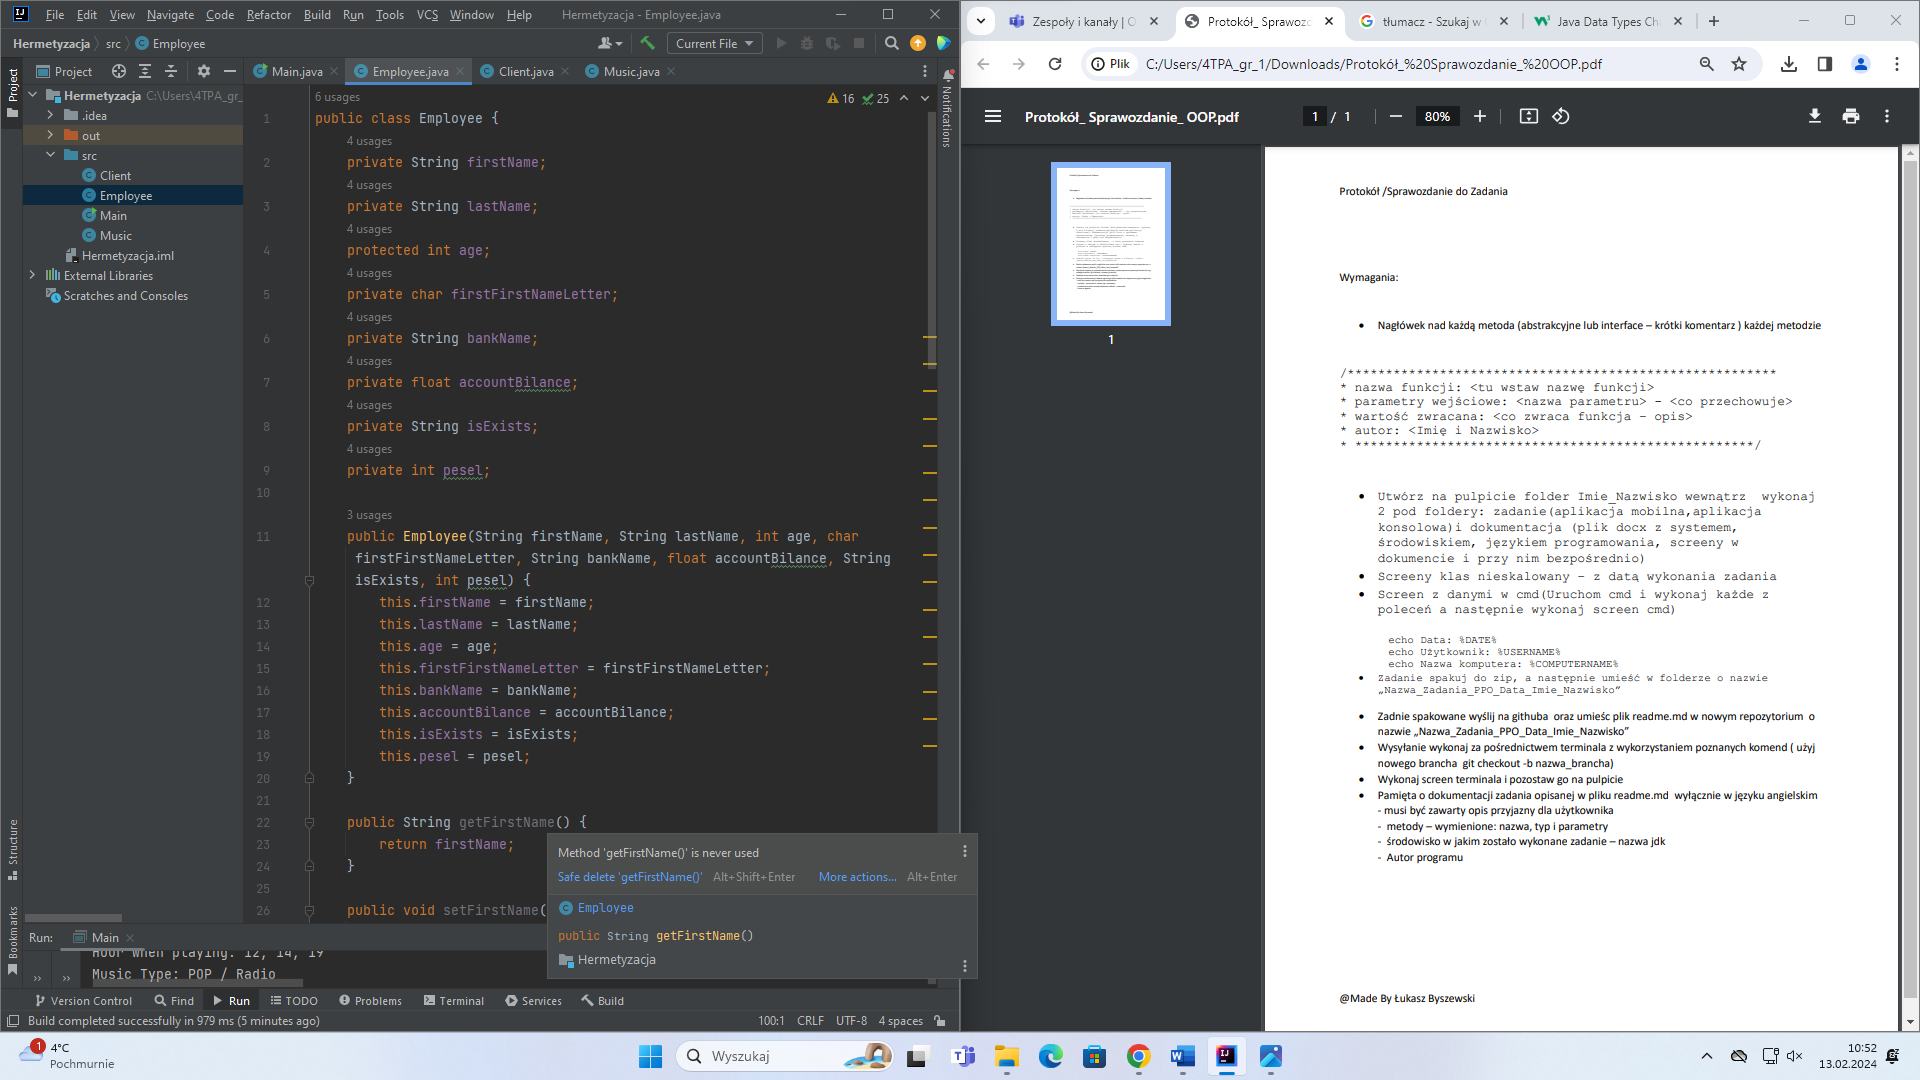 File Edit View Navigate Code Refactor Build Run Tools VCS Window Help Hermetyzacja - Employee.java
Hermetyzacja src Employee
Current File
Project
Main.java Employee.java Client.java Music.java
Hermetyzacja C:\Users\4TPA_gr_
.idea
out
src
Client
Employee
Main
Music
Hermetyzacja.iml
External Libraries
Scratches and Consoles
Project
Structure
Bookmarks
Notifications
16 25
6 usages
1 public class Employee {
4 usages
2 private String firstName;
4 usages
3 private String lastName;
4 usages
4 protected int age;
4 usages
5 private char firstFirstNameLetter;
4 usages
6 private String bankName;
4 usages
7 private float accountBilance;
4 usages
8 private String isExists;
4 usages
9 private int pesel;
10
3 usages
11 public Employee(String firstName, String lastName, int age, char
firstFirstNameLetter, String bankName, float accountBilance, String
isExists, int pesel) {
12 this.firstName = firstName;
13 this.lastName = lastName;
14 this.age = age;
15 this.firstFirstNameLetter = firstFirstNameLetter;
16 this.bankName = bankName;
17 this.accountBilance = accountBilance;
18 this.isExists = isExists;
19 this.pesel = pesel;
20 }
21
22 public String getFirstName() {
23 return firstName;
24 }
25
26 public void setFirstName(
Method 'getFirstName()' is never used
Safe delete 'getFirstName()' Alt+Shift+Enter More actions... Alt+Enter
Employee
public String getFirstName()
Hermetyzacja
Run: Main
Hour when playing: 12, 14, 19
Music Type: POP / Radio
Version Control Find Run TODO Problems Terminal Services Build
Build completed successfully in 979 ms (5 minutes ago) 100:1 CRLF UTF-8 4 spaces
Zespoły i kanały | O Protokół_ Sprawozd tłumacz - Szukaj w G Java Data Types Ch
Plik C:/Users/4TPA_gr_1/Downloads/Protokół_%20Sprawozdanie_%20OOP.pdf
Protokół_ Sprawozdanie_ OOP.pdf 1 / 1 80%
1
Protokół /Sprawozdanie do Zadania
Wymagania:
• Nagłówek nad każdą metoda (abstrakcyjne lub interface – krótki komentarz ) każdej metodzie
/********************************************************
* nazwa funkcji: <tu wstaw nazwę funkcji>
* parametry wejściowe: <nazwa parametru> - <co przechowuje>
* wartość zwracana: <co zwraca funkcja - opis>
* autor: <Imię i Nazwisko>
* ****************************************************/
• Utwórz na pulpicie folder Imie_Nazwisko wewnątrz wykonaj
2 pod foldery: zadanie(aplikacja mobilna,aplikacja
konsolowa)i dokumentacja (plik docx z systemem,
środowiskiem, językiem programowania, screeny w
dokumencie i przy nim bezpośrednio)
• Screeny klas nieskalowany – z datą wykonania zadania
• Screen z danymi w cmd(Uruchom cmd i wykonaj każde z
poleceń a następnie wykonaj screen cmd)
echo Data: %DATE%
echo Użytkownik: %USERNAME%
echo Nazwa komputera: %COMPUTERNAME%
• Zadanie spakuj do zip, a następnie umieść w folderze o nazwie
„Nazwa_Zadania_PPO_Data_Imie_Nazwisko”
• Zadnie spakowane wyślij na githuba oraz umieśc plik readme.md w nowym repozytorium o
nazwie „Nazwa_Zadania_PPO_Data_Imie_Nazwisko”
• Wysyłanie wykonaj za pośrednictwem terminala z wykorzystaniem poznanych komend ( użyj
nowego brancha git checkout -b nazwa_brancha)
• Wykonaj screen terminala i pozostaw go na pulpicie
• Pamięta o dokumentacji zadania opisanej w pliku readme.md wyłącznie w języku angielskim
- musi być zawarty opis przyjazny dla użytkownika
- metody – wymienione: nazwa, typ i parametry
- środowisko w jakim zostało wykonane zadanie – nazwa jdk
- Autor programu
@Made By Łukasz Byszewski
1
4°C
Pochmurnie
Wyszukaj
10:52
13.02.2024